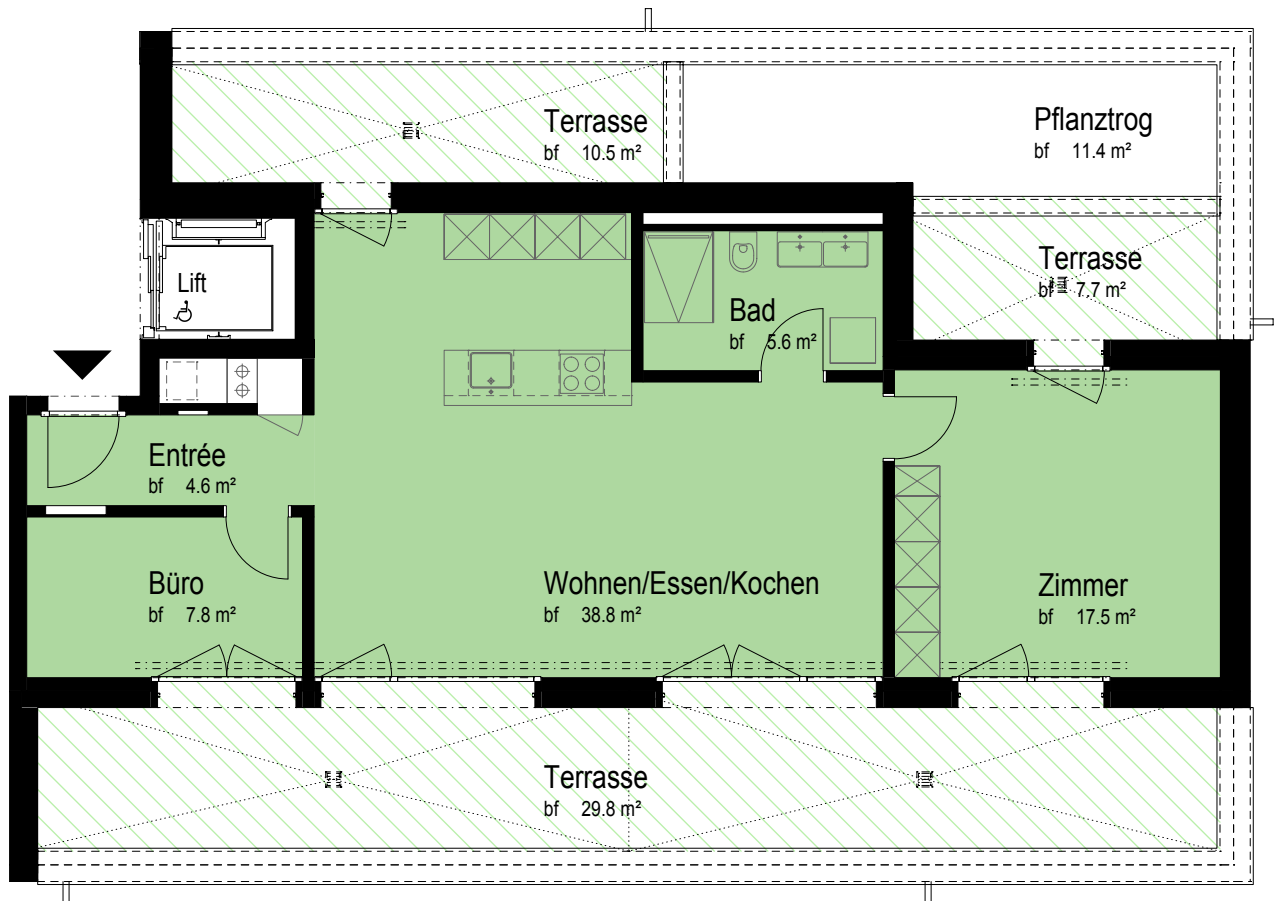 Terrasse
bf 10.5 m²
Pflanztrog
bf 11.4 m²
Lift
Terrasse
bf 7.7 m²
Bad
bf 5.6 m²
Entrée
bf 4.6 m²
Büro
bf 7.8 m²
Wohnen/Essen/Kochen
bf 38.8 m²
Zimmer
bf 17.5 m²
Terrasse
bf 29.8 m²